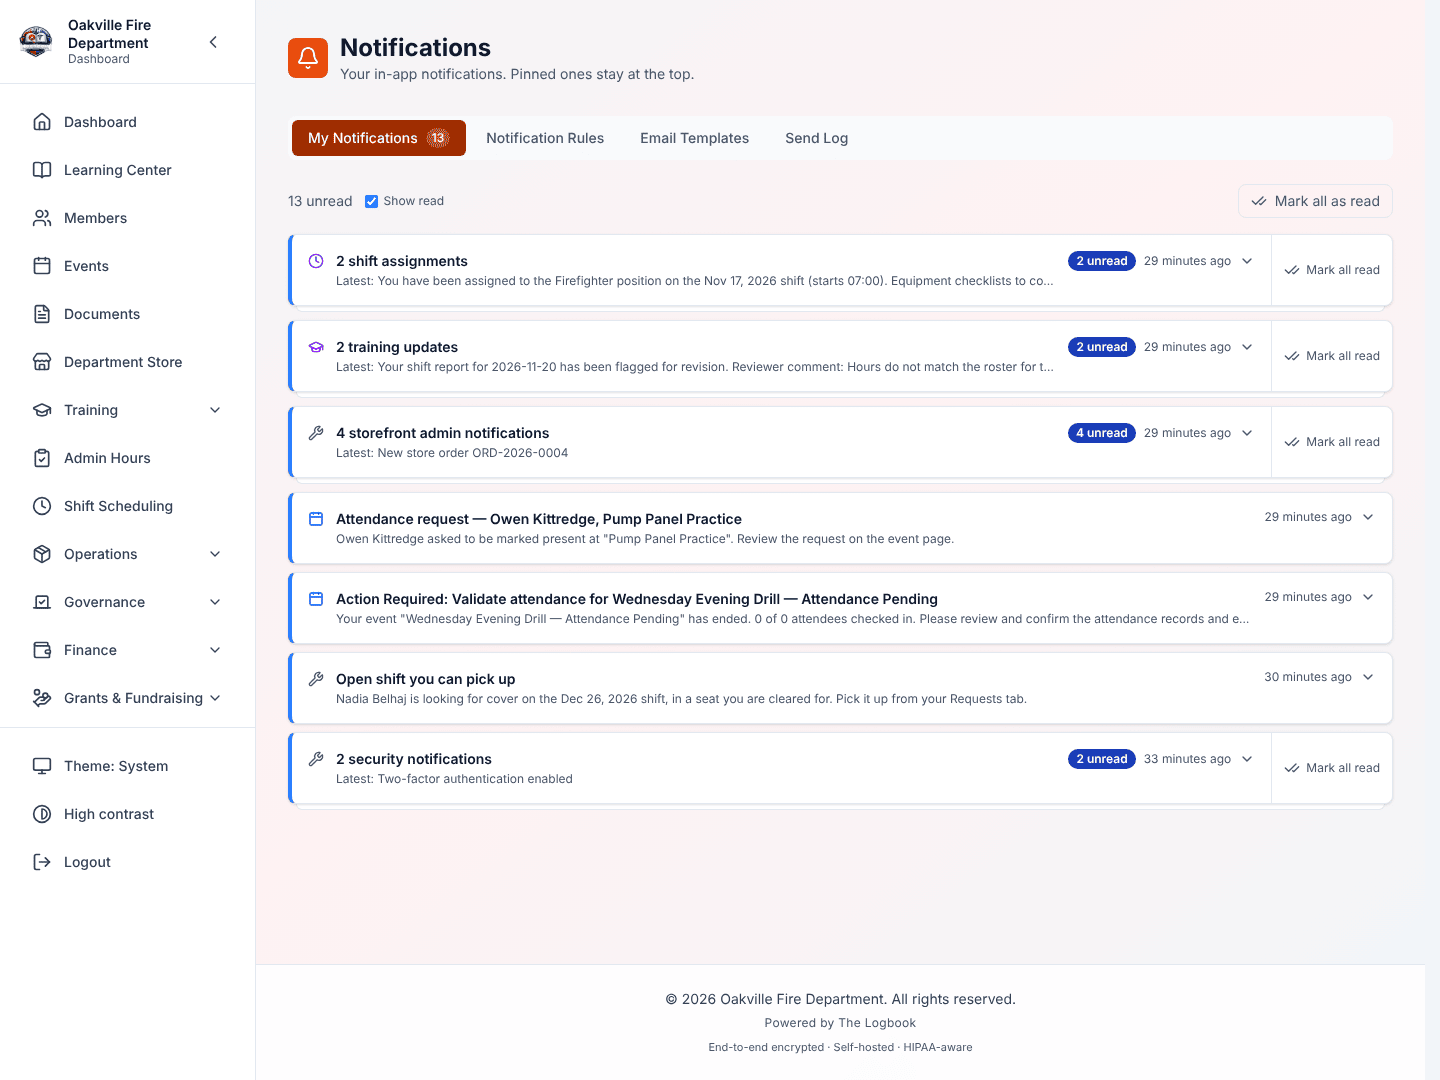 Oakville Fire
Department
Dashboard
Dashboard
Learning Center
Members
Events
Documents
Department Store
Training
Admin Hours
Shift Scheduling
Operations
Governance
Finance
Grants & Fundraising
Theme: System
High contrast
Logout
Notifications
Your in-app notifications. Pinned ones stay at the top.
My Notifications 13 Notification Rules Email Templates Send Log
13 unread Show read Mark all as read
2 shift assignments 2 unread 29 minutes ago
Latest: You have been assigned to the Firefighter position on the Nov 17, 2026 shift (starts 07:00). Equipment checklists to co...
Mark all read
2 training updates 2 unread 29 minutes ago
Latest: Your shift report for 2026-11-20 has been flagged for revision. Reviewer comment: Hours do not match the roster for t...
Mark all read
4 storefront admin notifications 4 unread 29 minutes ago
Latest: New store order ORD-2026-0004
Mark all read
Attendance request — Owen Kittredge, Pump Panel Practice 29 minutes ago
Owen Kittredge asked to be marked present at "Pump Panel Practice". Review the request on the event page.
Action Required: Validate attendance for Wednesday Evening Drill — Attendance Pending 29 minutes ago
Your event "Wednesday Evening Drill — Attendance Pending" has ended. 0 of 0 attendees checked in. Please review and confirm the attendance records and e...
Open shift you can pick up 30 minutes ago
Nadia Belhaj is looking for cover on the Dec 26, 2026 shift, in a seat you are cleared for. Pick it up from your Requests tab.
2 security notifications 2 unread 33 minutes ago
Latest: Two-factor authentication enabled
Mark all read
© 2026 Oakville Fire Department. All rights reserved.
Powered by The Logbook
End-to-end encrypted · Self-hosted · HIPAA-aware